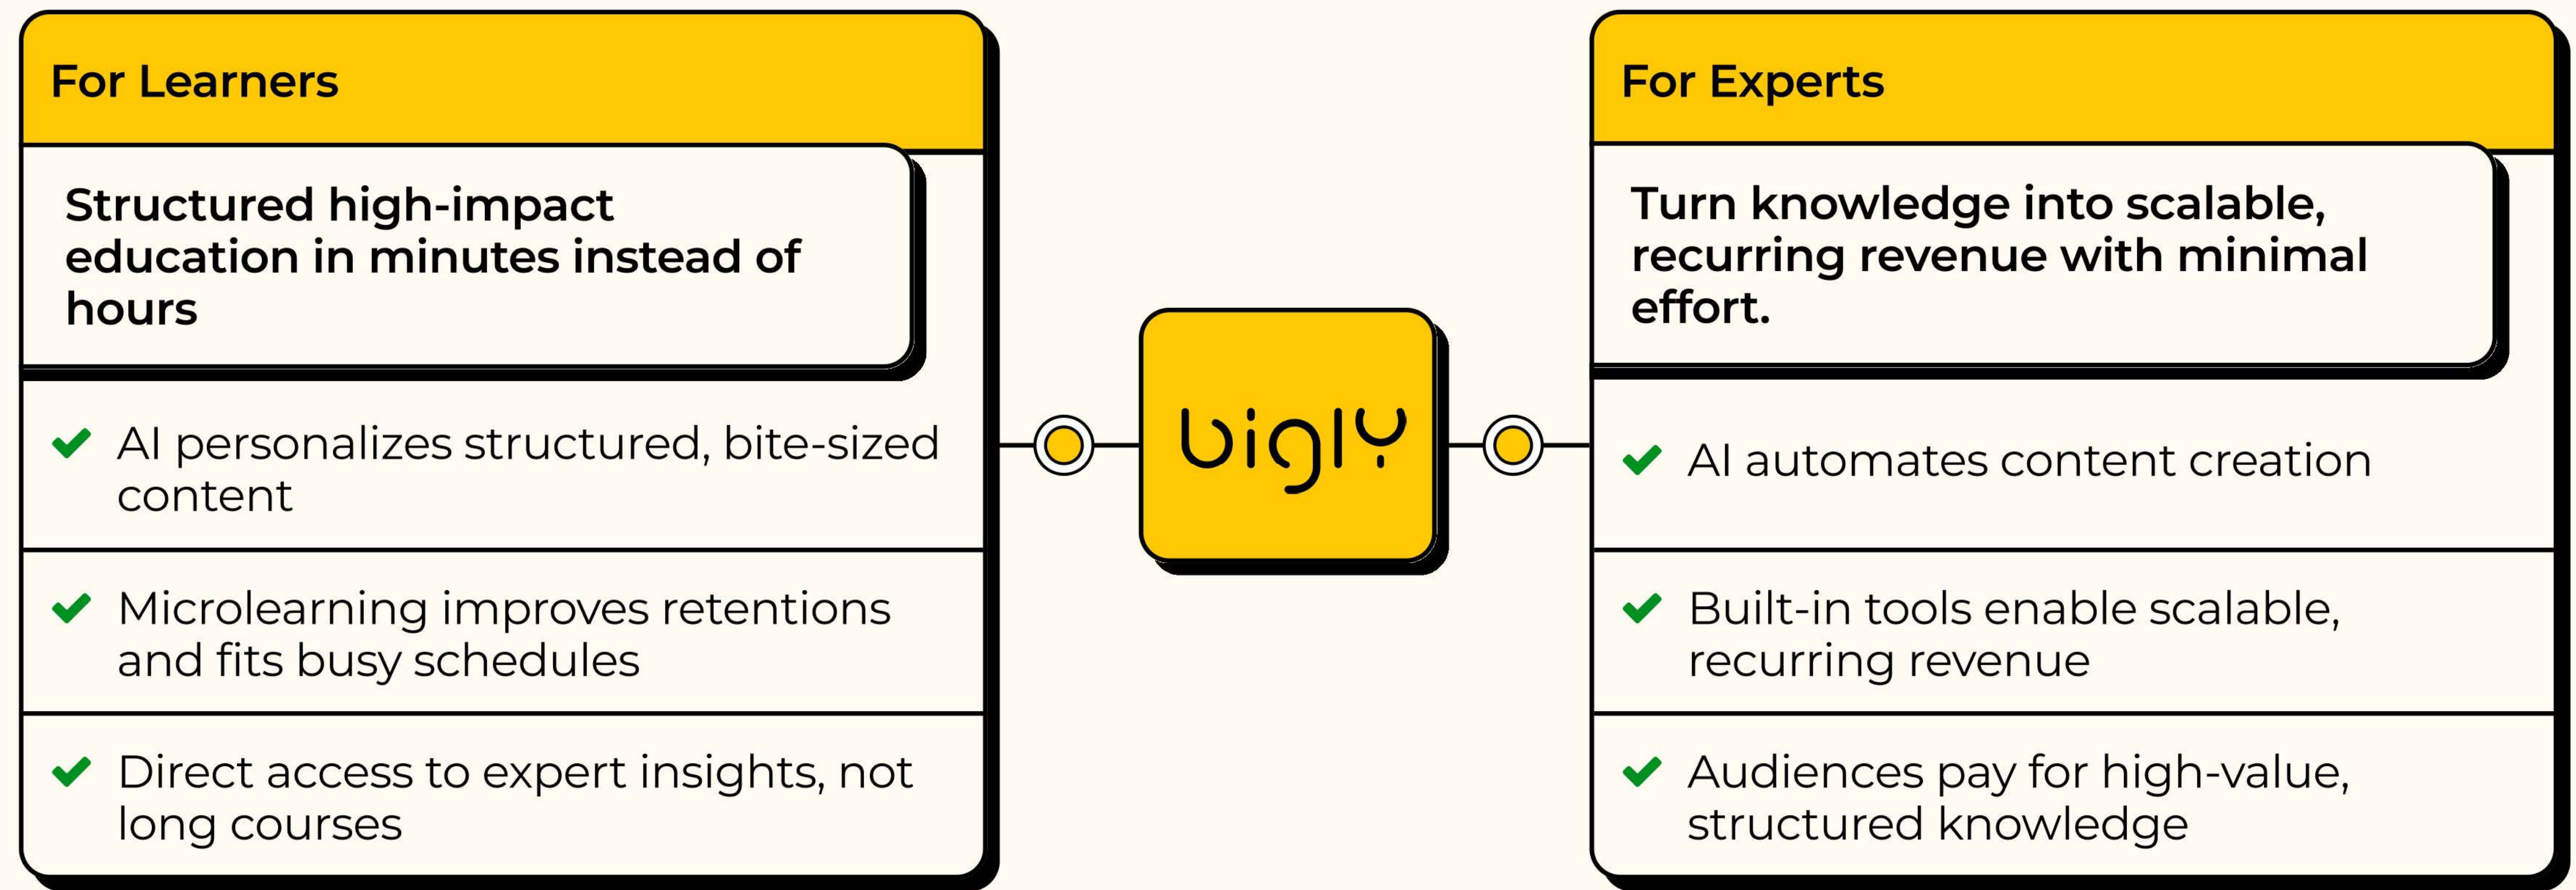 For Learners
Structured high-impact
education in minutes instead of
hours
AI personalizes structured, bite-sized
content
Microlearning improves retentions
and fits busy schedules
Direct access to expert insights, not
long courses
bigly
For Experts
Turn knowledge into scalable,
recurring revenue with minimal
effort.
AI automates content creation
Built-in tools enable scalable,
recurring revenue
Audiences pay for high-value,
structured knowledge